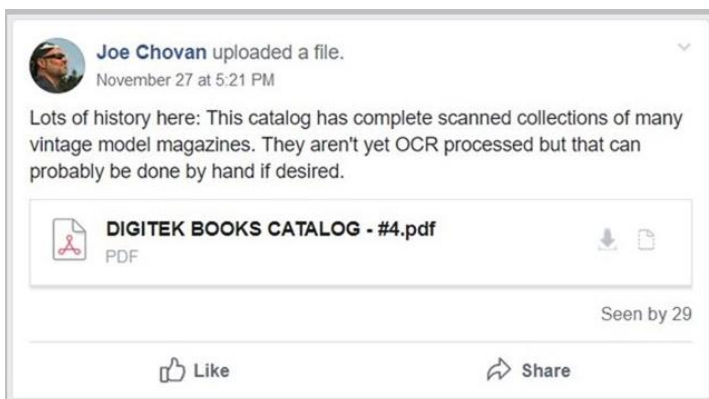 Joe Chovan uploaded a file.
November 27 at 5:21 PM
Lots of history here: This catalog has complete scanned collections of many
vintage model magazines. They aren't yet OCR processed but that can
probably be done by hand if desired.
DIGITEK BOOKS CATALOG - #4.pdf
PDF
Seen by 29
Like
Share